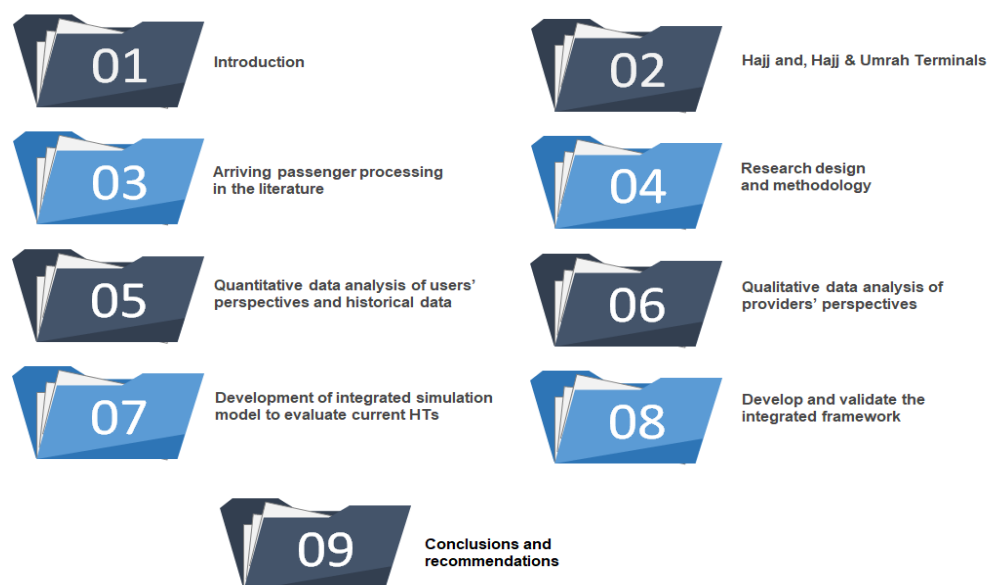 01
Introduction
02
Hajj and, Hajj & Umrah Terminals
03
Arriving passenger processing
in the literature
04
Research design
and methodology
05
Quantitative data analysis of users’
perspectives and historical data
06
Qualitative data analysis of
providers’ perspectives
07
Development of integrated simulation
model to evaluate current HTs
08
Develop and validate the
integrated framework
09
Conclusions and
recommendations